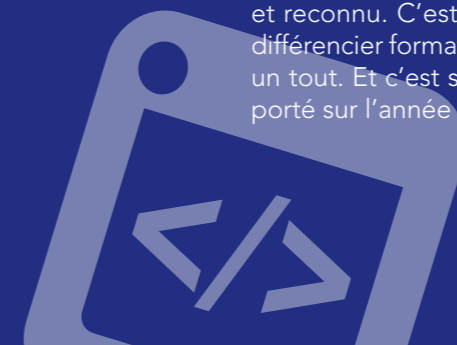 et reconnu. C’est
différencier forma
un tout. Et c’est s
porté sur l’année
</>